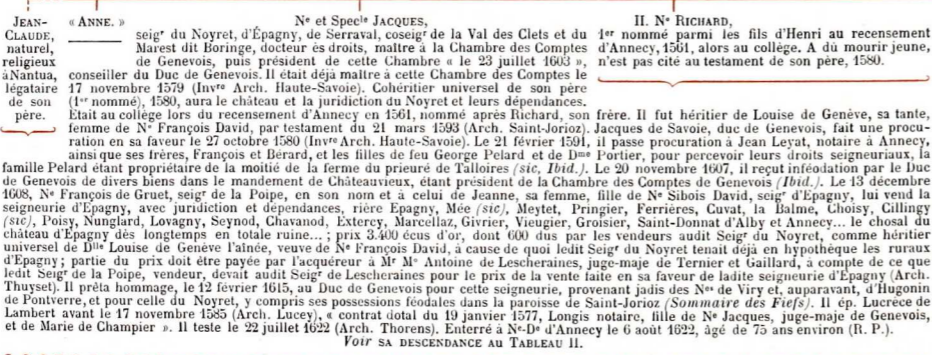 JEAN-
CLAUDE,
naturel,
religieux
à Nantua,
légataire
de son
père.
« ANNE. »
Ne et Specle JACQUES,
seigr du Noyret, d'Épagny, de Serraval, coseigr de la Val des Clets et du
Marest dit Boringe, docteur ès droits, maître à la Chambre des Comptes
de Genevois, puis président de cette Chambre « le 23 juillet 1603 »,
conseiller du Duc de Genevois. Il était déjà maître à cette Chambre des Comptes le
17 novembre 1579 (Invre Arch. Haute-Savoie). Cohéritier universel de son père
(1er nommé), 1580, aura le château et la juridiction du Noyret et leurs dépendances.
II. Ne RICHARD,
1er nommé parmi les fils d'Henri au recensement
d'Annecy, 1561, alors au collège. A dû mourir jeune,
n'est pas cité au testament de son père, 1580.
Était au collège lors du recensement d'Annecy en 1561, nommé après Richard, son frère. Il fut héritier de Louise de Genève, sa tante,
femme de Ne François David, par testament du 21 mars 1593 (Arch. Saint-Jorioz). Jacques de Savoie, duc de Genevois, fait une procu-
ration en sa faveur le 27 octobre 1580 (Invre Arch. Haute-Savoie). Le 21 février 1591, il passe procuration à Jean Leyat, notaire à Annecy,
ainsi que ses frères, François et Bérard, et les filles de feu George Pelard et de Dme Portier, pour percevoir leurs droits seigneuriaux, la
famille Pelard étant propriétaire de la moitié de la ferme du prieuré de Talloires (sic, Ibid.). Le 20 novembre 1607, il reçut inféodation par le Duc
de Genevois de divers biens dans le mandement de Châteauvieux, étant président de la Chambre des Comptes de Genevois (Ibid.). Le 13 décembre
1608, Ne François de Gruet, seigr de la Poipe, en son nom et à celui de Jeanne, sa femme, fille de Ne Sibois David, seigr d'Épagny, lui vend la
seigneurie d'Épagny, avec juridiction et dépendances, rière Épagny, Mée (sic), Meytet, Pringier, Ferrières, Cuvat, la Balme, Choisy, Cillingy
(sic), Poisy, Nunglard, Lovagny, Seynod, Chavanod, Extercy, Marcellaz, Givrier, Vieugier, Groisier, Saint-Donnat d'Alby et Annecy... le chosal du
château d'Épagny dès longtemps en totale ruine... ; prix 3.400 écus d'or, dont 600 dus par les vendeurs audit Seigr du Noyret, comme héritier
universel de Dlle Louise de Genève l'aînée, veuve de Ne François David, à cause de quoi ledit Seigr du Noyret tenait déjà en hypothèque les ruraux
d'Épagny ; partie du prix doit être payée par l'acquéreur à Mr Me Antoine de Lescheraines, juge-maje de Ternier et Gaillard, à compte de ce que
ledit Seigr de la Poipe, vendeur, devait audit Seigr de Lescheraines pour le prix de la vente faite en sa faveur de ladite seigneurie d'Épagny (Arch.
Thuyset). Il prêta hommage, le 12 février 1615, au Duc de Genevois pour cette seigneurie, provenant jadis des Nes de Viry et, auparavant, d'Hugonin
de Pontverre, et pour celle du Noyret, y compris ses possessions féodales dans la paroisse de Saint-Jorioz (Sommaire des Fiefs). Il ép. Lucrèce de
Lambert avant le 17 novembre 1585 (Arch. Lucey), « contrat dotal du 19 janvier 1577, Longis notaire, fille de Ne Jacques, juge-maje de Genevois,
et de Marie de Champier ». Il teste le 22 juillet 1622 (Arch. Thorens). Enterré à Ne-De d'Annecy le 6 août 1622, âgé de 75 ans environ (R. P.).
Voir SA DESCENDANCE AU TABLEAU II.